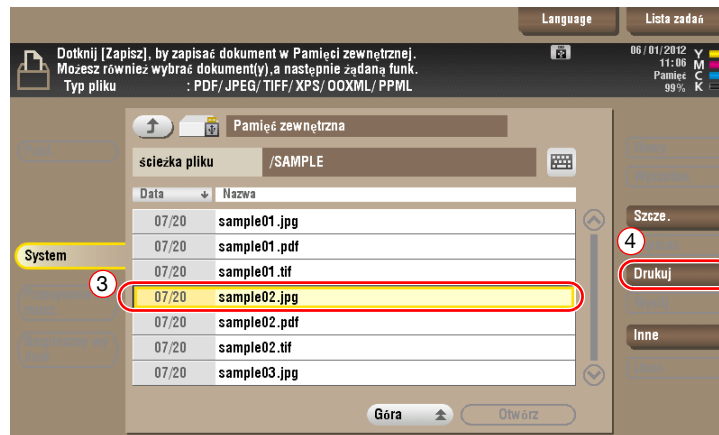 Language
Lista zadań
Dotknij [Zapisz], by zapisać dokument w Pamięci zewnętrznej.
Możesz również wybrać dokument(y),a następnie żądaną funk.
Typ pliku : PDF/JPEG/TIFF/XPS/OOXML/PPML
06/01/2012
11:06
Pamięć
99%
Y
M
C
K
Pamięć zewnętrzna
ścieżka pliku /SAMPLE
Data Nazwa
07/20 sample01.jpg
07/20 sample01.pdf
07/20 sample01.tif
07/20 sample02.jpg
07/20 sample02.pdf
07/20 sample02.tif
07/20 sample03.jpg
System
3
Szcze.
4
Drukuj
Inne
Góra
Otwórz